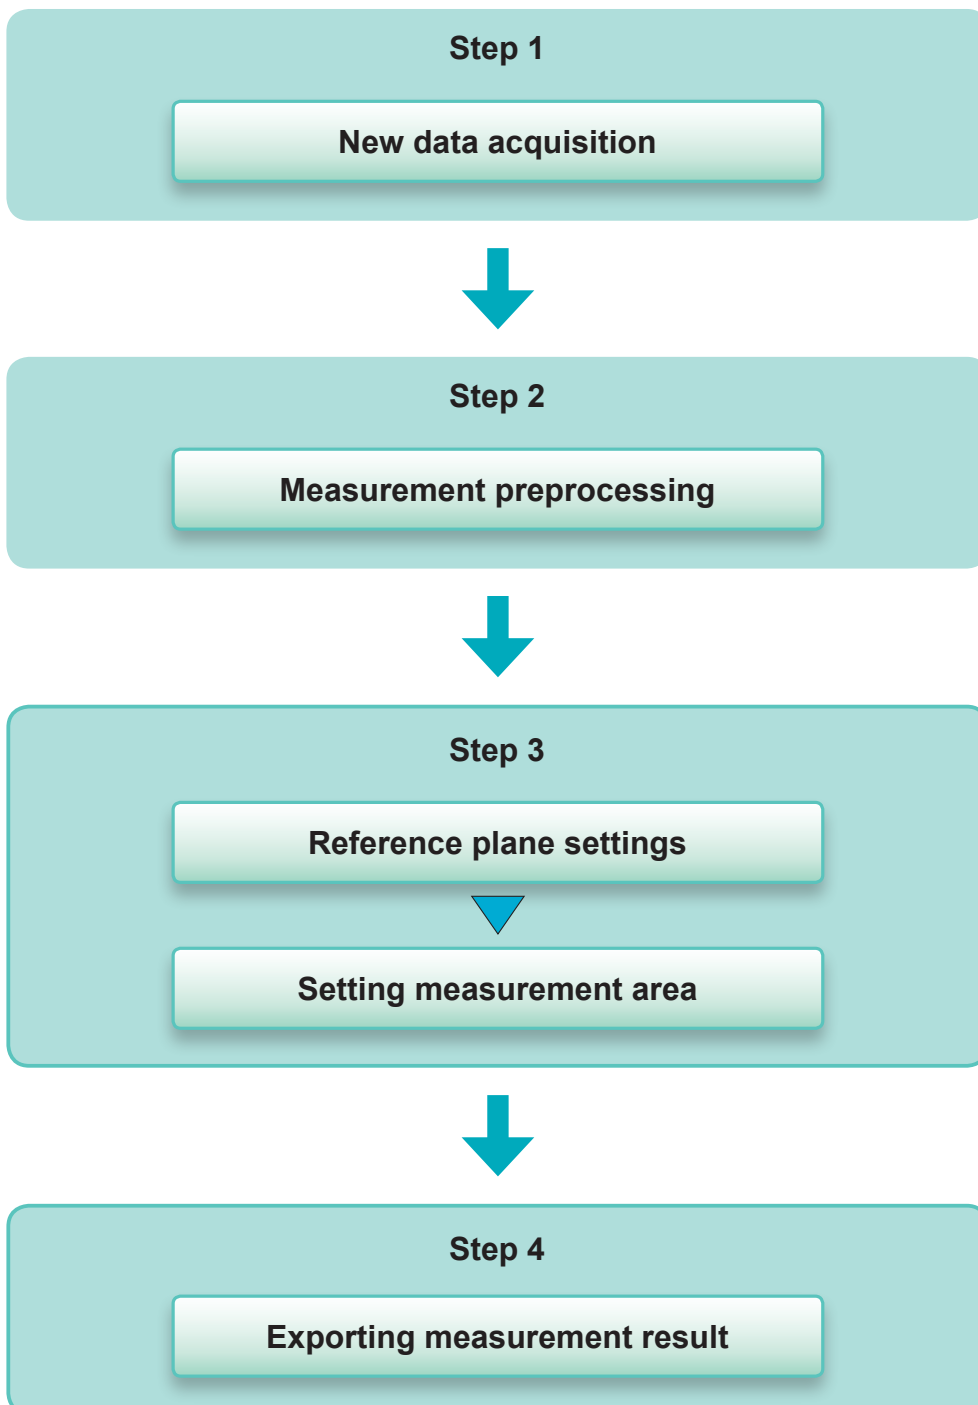 Step 1
New data acquisition
Step 2
Measurement preprocessing
Step 3
Reference plane settings
Setting measurement area
Step 4
Exporting measurement result